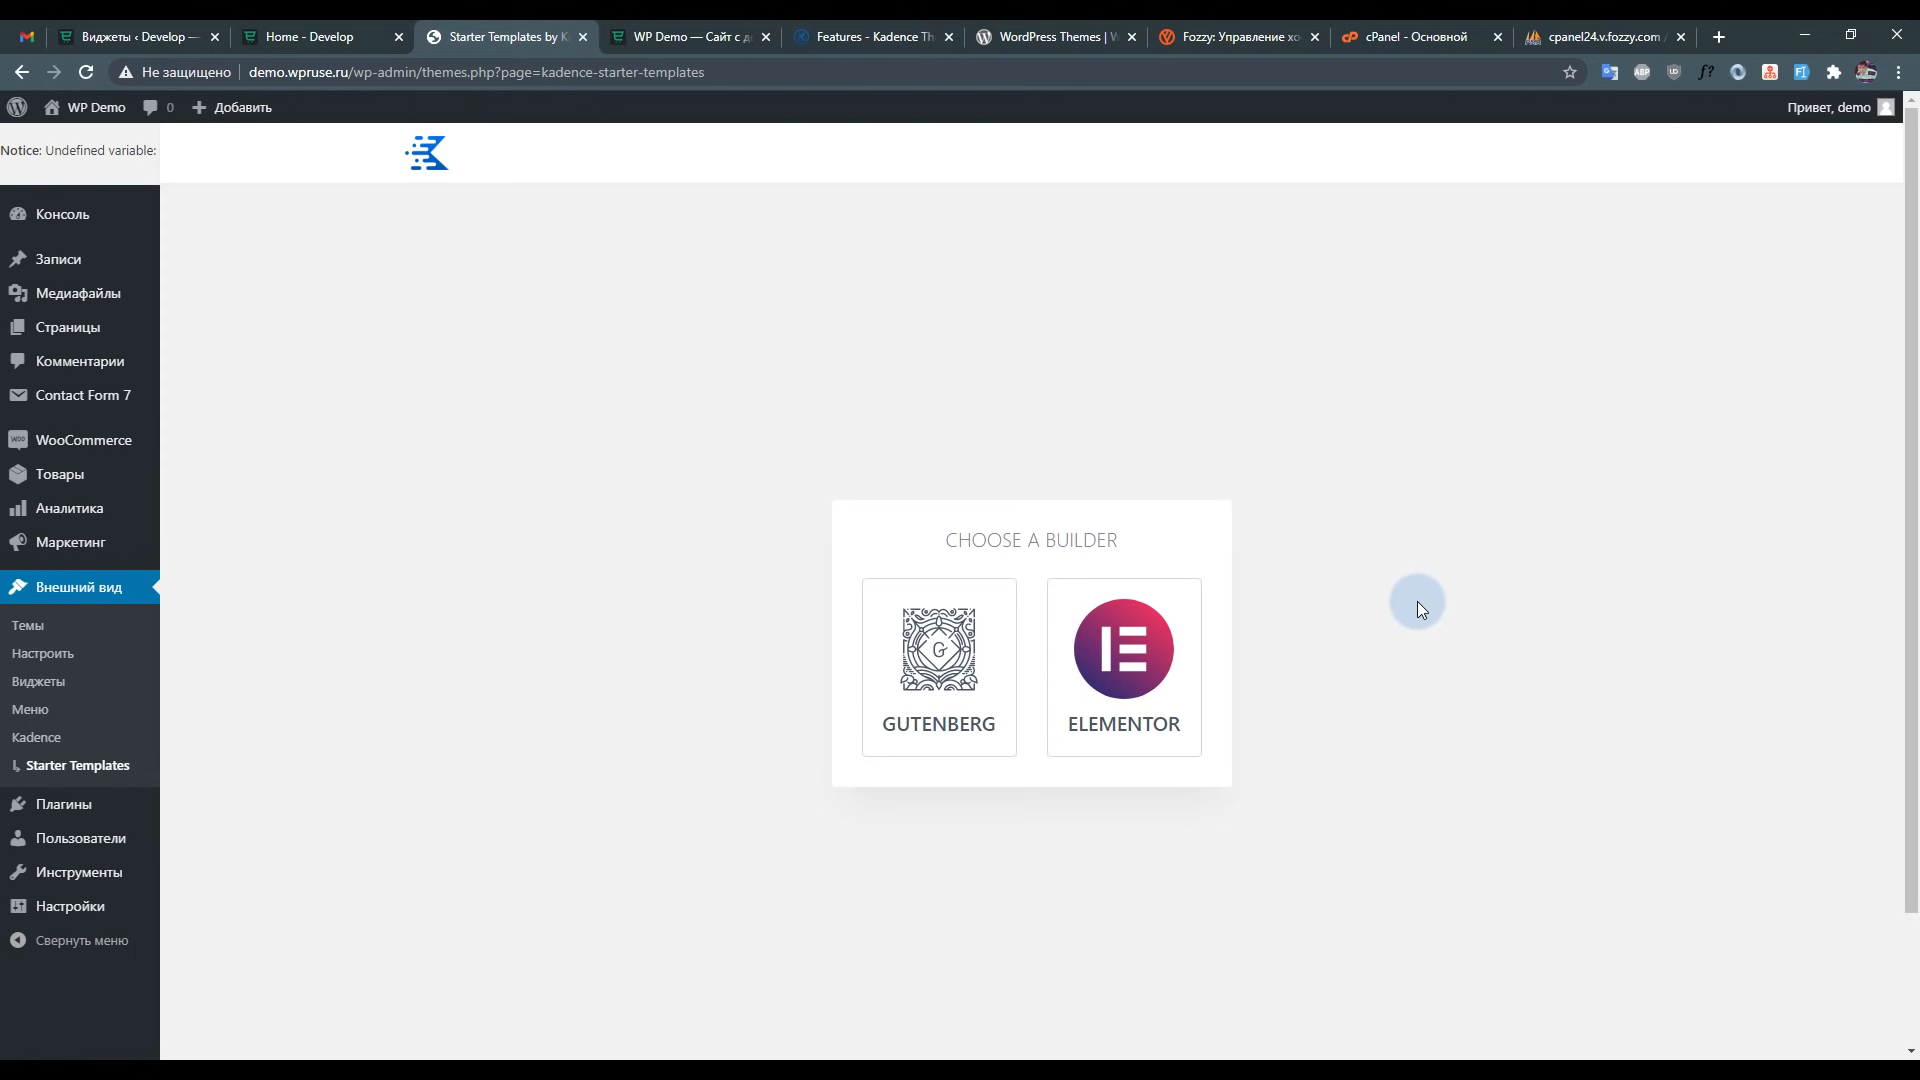 Виджеты ‹ Develop —
Home - Develop
Starter Templates by K
WP Demo — Сайт с д
Features - Kadence Th
WordPress Themes | W
Fozzy: Управление хо
cPanel - Основной
cpanel24.v.fozzy.com /
Не защищено
demo.wpruse.ru/wp-admin/themes.php?page=kadence-starter-templates
WP Demo
0
Добавить
Привет, demo
Notice: Undefined variable:
Консоль
Записи
Медиафайлы
Страницы
Комментарии
Contact Form 7
WooCommerce
Товары
Аналитика
Маркетинг
Внешний вид
Темы
Настроить
Виджеты
Меню
Kadence
Starter Templates
Плагины
Пользователи
Инструменты
Настройки
Свернуть меню
CHOOSE A BUILDER
GUTENBERG
ELEMENTOR